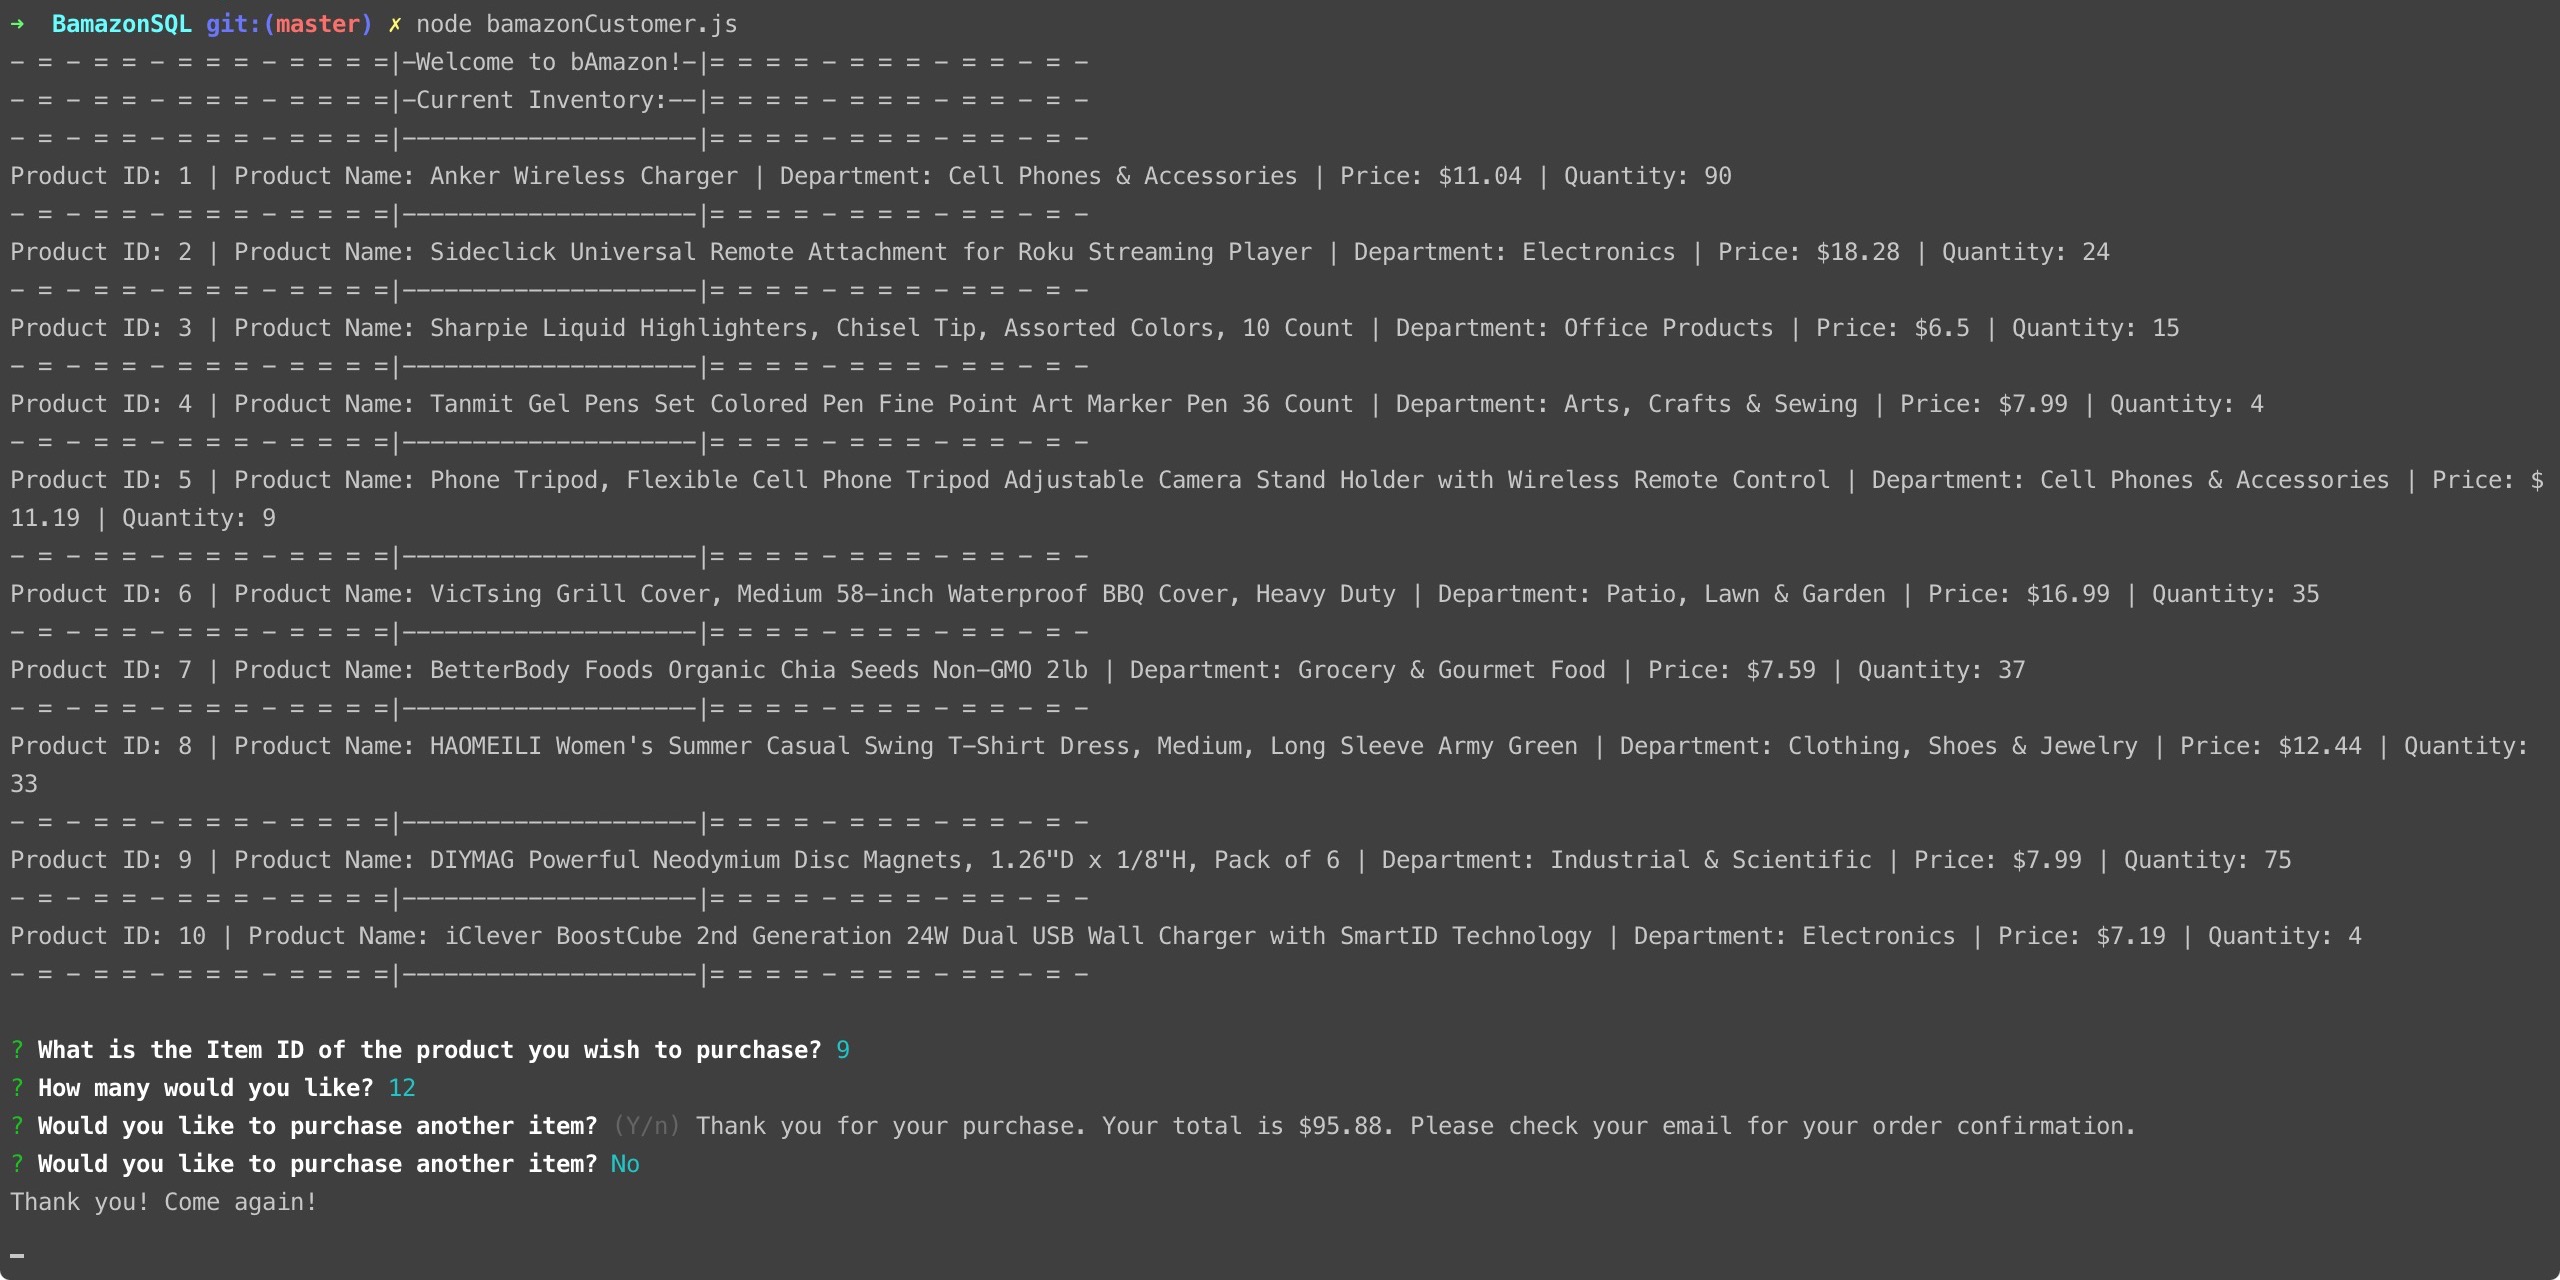 ➜  BamazonSQL git:(master) ✗ node bamazonCustomer.js
- = - = = - = = = - = = = =|-Welcome to bAmazon!-|= = = = - = = = - = = = - = -
- = - = = - = = = - = = = =|-Current Inventory:--|= = = = - = = = - = = = - = -
- = - = = - = = = - = = = =|---------------------|= = = = - = = = - = = = - = -
Product ID: 1 | Product Name: Anker Wireless Charger | Department: Cell Phones & Accessories | Price: $11.04 | Quantity: 90
- = - = = - = = = - = = = =|---------------------|= = = = - = = = - = = = - = -
Product ID: 2 | Product Name: Sideclick Universal Remote Attachment for Roku Streaming Player | Department: Electronics | Price: $18.28 | Quantity: 24
- = - = = - = = = - = = = =|---------------------|= = = = - = = = - = = = - = -
Product ID: 3 | Product Name: Sharpie Liquid Highlighters, Chisel Tip, Assorted Colors, 10 Count | Department: Office Products | Price: $6.5 | Quantity: 15
- = - = = - = = = - = = = =|---------------------|= = = = - = = = - = = = - = -
Product ID: 4 | Product Name: Tanmit Gel Pens Set Colored Pen Fine Point Art Marker Pen 36 Count | Department: Arts, Crafts & Sewing | Price: $7.99 | Quantity: 4
- = - = = - = = = - = = = =|---------------------|= = = = - = = = - = = = - = -
Product ID: 5 | Product Name: Phone Tripod, Flexible Cell Phone Tripod Adjustable Camera Stand Holder with Wireless Remote Control | Department: Cell Phones & Accessories | Price: $
11.19 | Quantity: 9
- = - = = - = = = - = = = =|---------------------|= = = = - = = = - = = = - = -
Product ID: 6 | Product Name: VicTsing Grill Cover, Medium 58-inch Waterproof BBQ Cover, Heavy Duty | Department: Patio, Lawn & Garden | Price: $16.99 | Quantity: 35
- = - = = - = = = - = = = =|---------------------|= = = = - = = = - = = = - = -
Product ID: 7 | Product Name: BetterBody Foods Organic Chia Seeds Non-GMO 2lb | Department: Grocery & Gourmet Food | Price: $7.59 | Quantity: 37
- = - = = - = = = - = = = =|---------------------|= = = = - = = = - = = = - = -
Product ID: 8 | Product Name: HAOMEILI Women's Summer Casual Swing T-Shirt Dress, Medium, Long Sleeve Army Green | Department: Clothing, Shoes & Jewelry | Price: $12.44 | Quantity:
33
- = - = = - = = = - = = = =|---------------------|= = = = - = = = - = = = - = -
Product ID: 9 | Product Name: DIYMAG Powerful Neodymium Disc Magnets, 1.26"D x 1/8"H, Pack of 6 | Department: Industrial & Scientific | Price: $7.99 | Quantity: 75
- = - = = - = = = - = = = =|---------------------|= = = = - = = = - = = = - = -
Product ID: 10 | Product Name: iClever BoostCube 2nd Generation 24W Dual USB Wall Charger with SmartID Technology | Department: Electronics | Price: $7.19 | Quantity: 4
- = - = = - = = = - = = = =|---------------------|= = = = - = = = - = = = - = -
? What is the Item ID of the product you wish to purchase? 9
? How many would you like? 12
? Would you like to purchase another item? (Y/n) Thank you for your purchase. Your total is $95.88. Please check your email for your order confirmation.
? Would you like to purchase another item? No
Thank you! Come again!